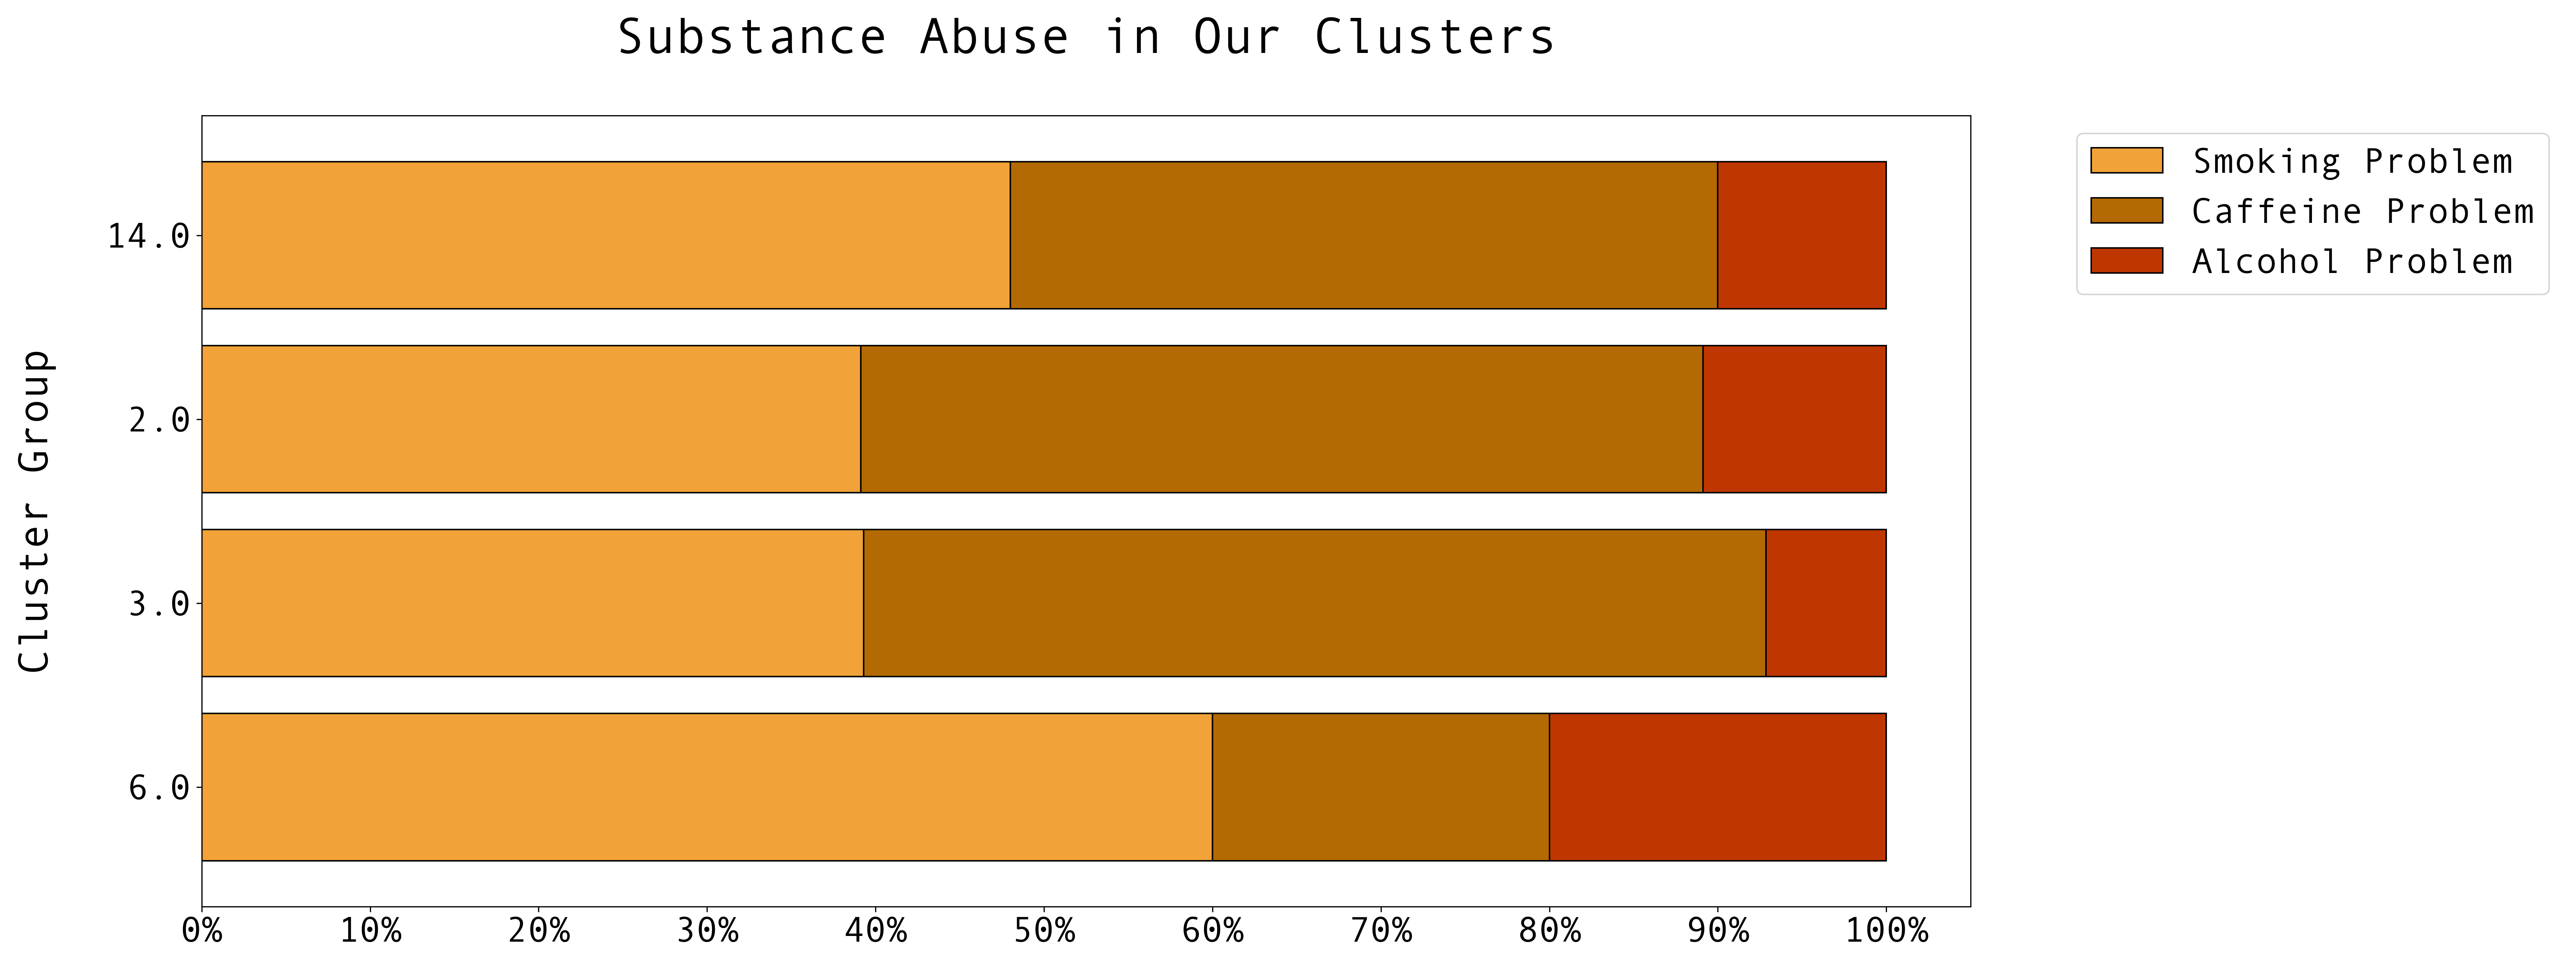 Substance Abuse in Our Clusters
Smoking Problem
Caffeine Problem
Alcohol Problem
Cluster Group
14.0
2.0
3.0
6.0
0% 10% 20% 30% 40% 50% 60% 70% 80% 90% 100%